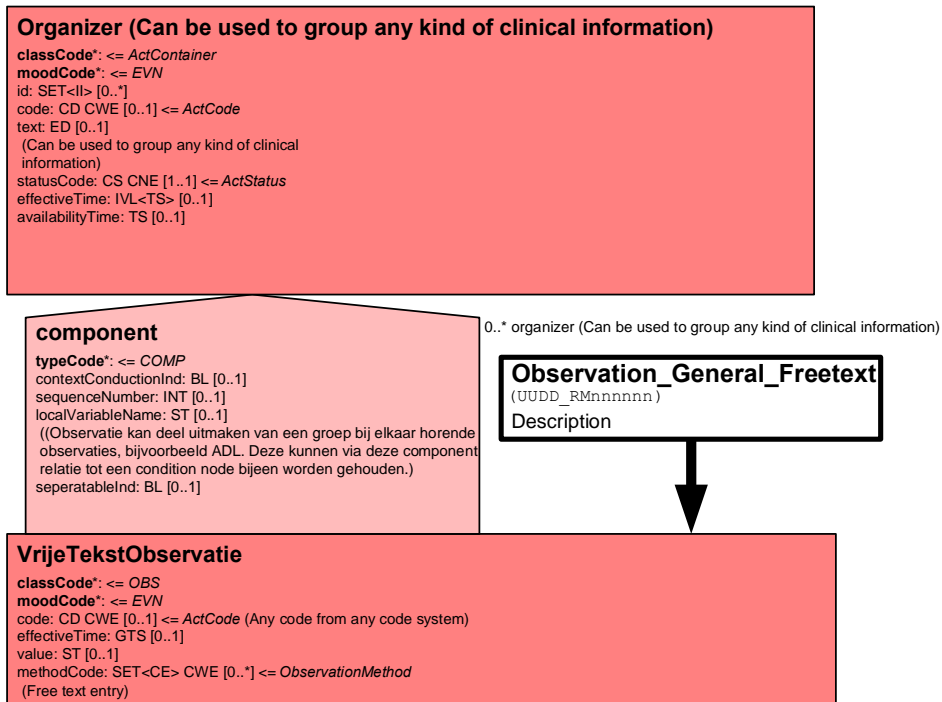 Organizer (Can be used to group any kind of clinical information)
classCode*: <= ActContainer
moodCode*: <= EVN
id: SET<II> [0..*]
code: CD CWE [0..1] <= ActCode
text: ED [0..1]
(Can be used to group any kind of clinical
information)
statusCode: CS CNE [1..1] <= ActStatus
effectiveTime: IVL<TS> [0..1]
availabilityTime: TS [0..1]
component
typeCode*: <= COMP
contextConductionInd: BL [0..1]
sequenceNumber: INT [0..1]
localVariableName: ST [0..1]
((Observatie kan deel uitmaken van een groep bij elkaar horende
observaties, bijvoorbeeld ADL. Deze kunnen via deze component
relatie tot een condition node bijeen worden gehouden.)
seperatableInd: BL [0..1]
0..* organizer (Can be used to group any kind of clinical information)
Observation_General_Freetext
(UUDD_RMnnnnnn)
Description
VrijeTekstObservatie
classCode*: <= OBS
moodCode*: <= EVN
code: CD CWE [0..1] <= ActCode (Any code from any code system)
effectiveTime: GTS [0..1]
value: ST [0..1]
methodCode: SET<CE> CWE [0..*] <= ObservationMethod
(Free text entry)